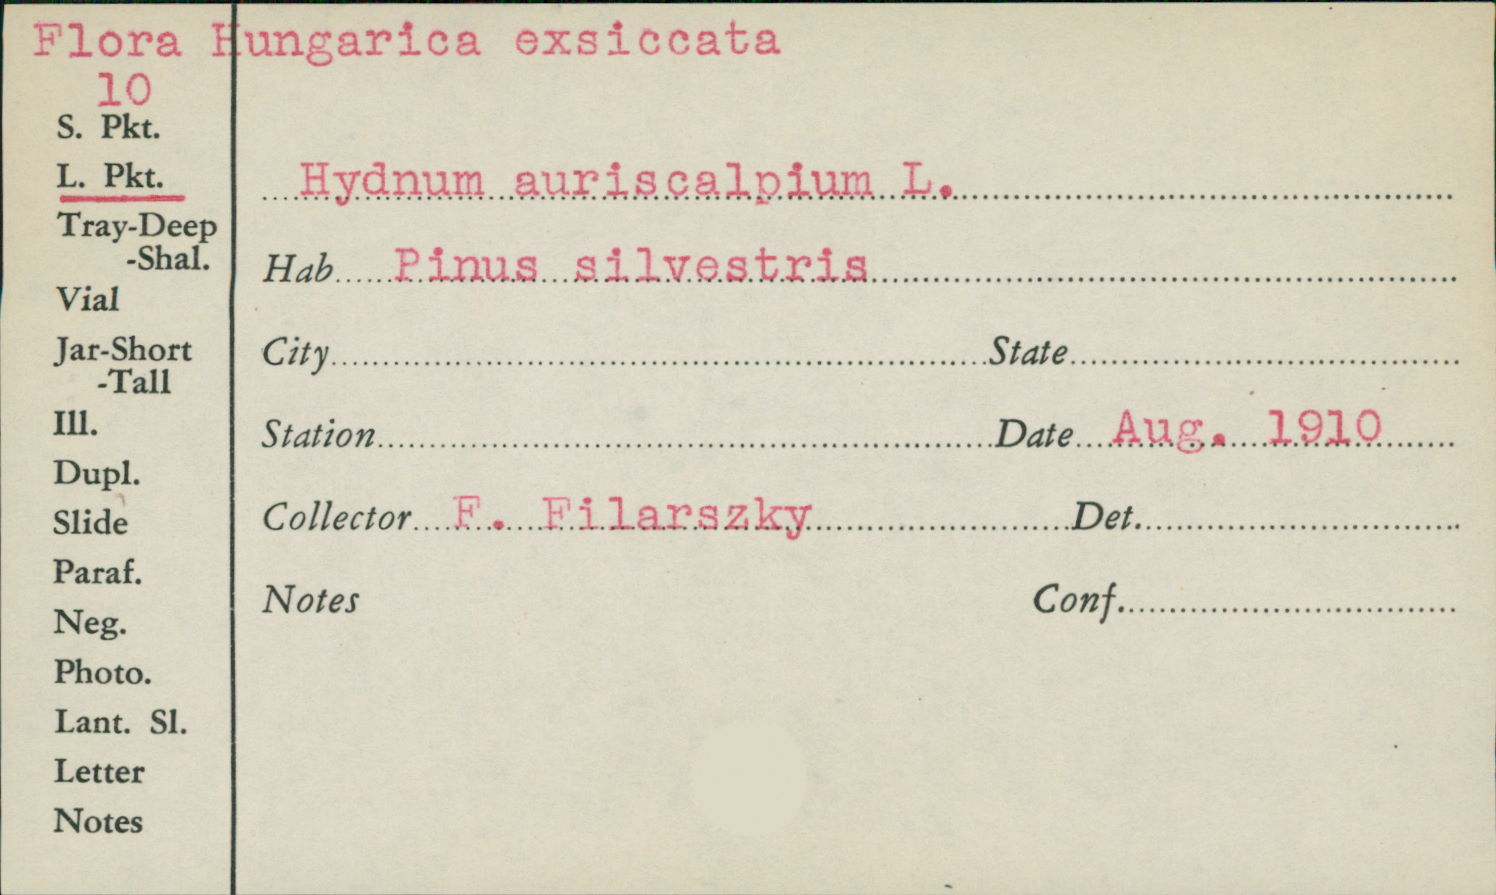 Flora Hungarica exsiccata
10
S. Pkt.
L. Pkt.
Hydnum auriscalpium L.
Tray-Deep
-Shal.
Hab. Pinus silvestris
Vial
Jar-Short
-Tall
City State
Ill.
Station Date Aug. 1910
Dupl.
Slide
Collector F. Filarszky Det.
Paraf.
Notes Conf.
Neg.
Photo.
Lant. Sl.
Letter
Notes